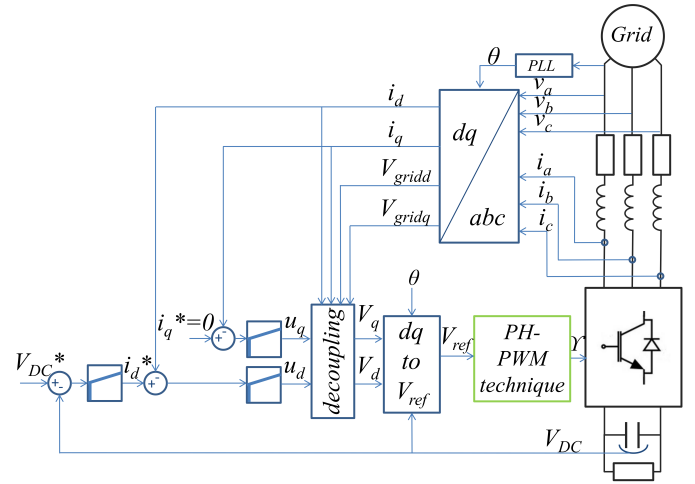 Grid
θ
PLL
v_a
v_b
v_c
i_d
i_q
dq
V_gridd
V_gridq
abc
i_a
i_b
i_c
θ
i_q*=0
+
-
u_q
V_q
decoupling
dq
to
V_ref
V_ref
PH-
PWM
technique
ϒ
V_DC*
+
-
i_d*
+
-
u_d
V_d
V_DC